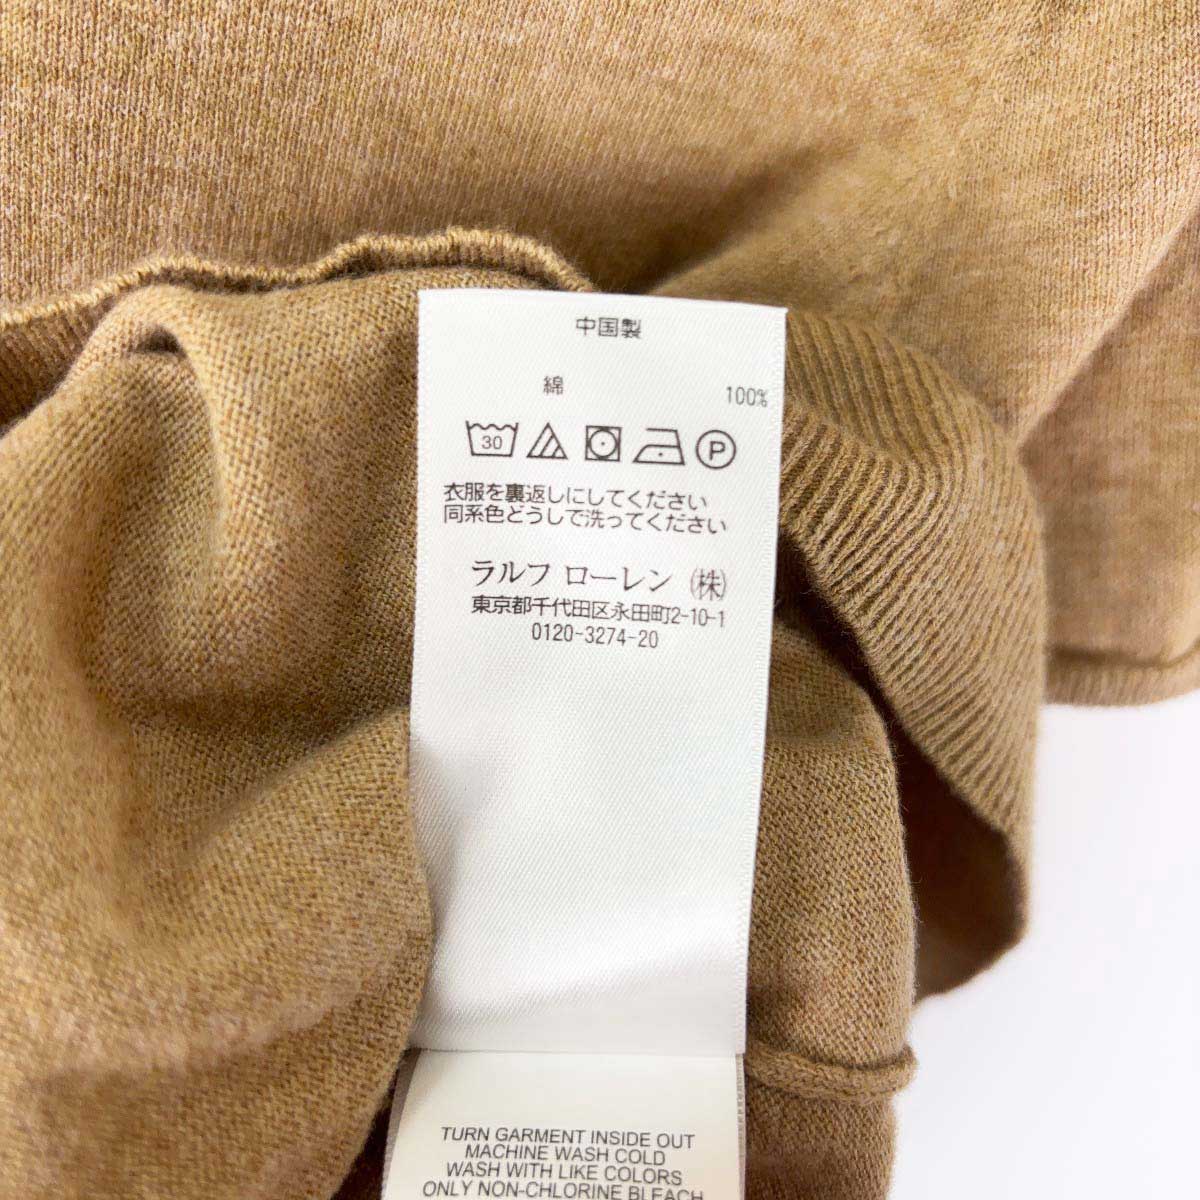 中国製
綿 100%
30 P
衣服を裏返しにしてください
同系色どうしで洗ってください
ラルフ ローレン ㈱
東京都千代田区永田町2-10-1
0120-3274-20
TURN GARMENT INSIDE OUT
MACHINE WASH COLD
WASH WITH LIKE COLORS
ONLY NON-CHLORINE BLEACH